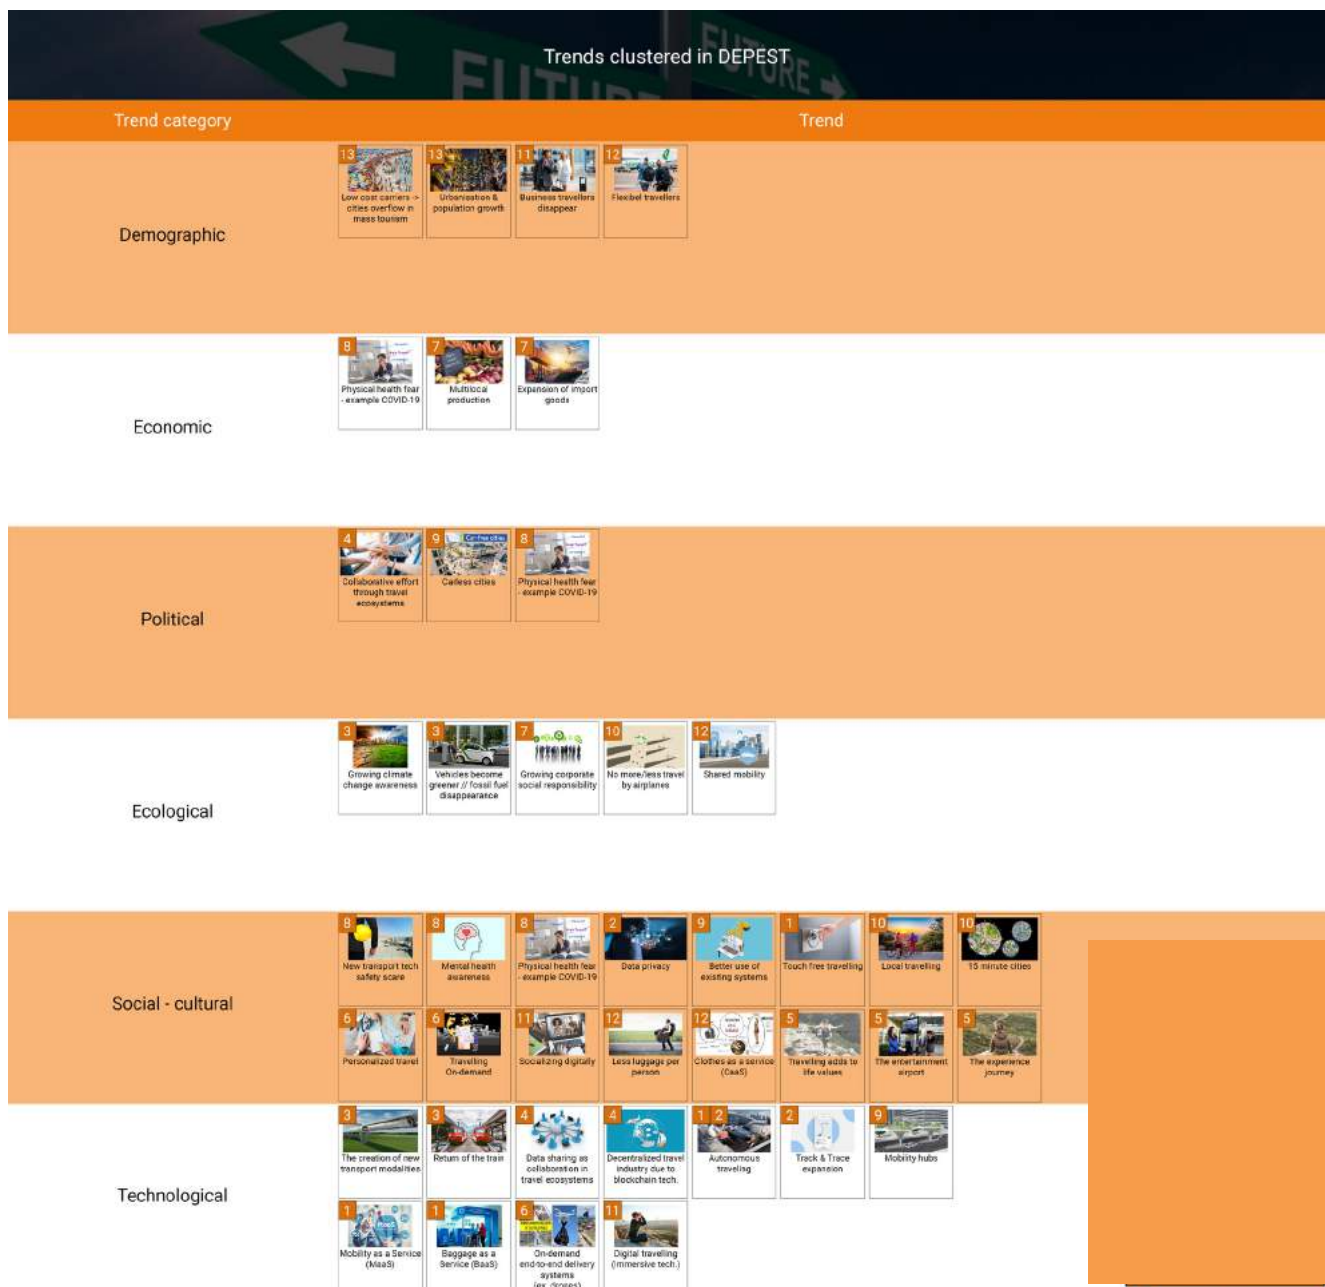 Trends clustered in DEPEST
FUTURE
FUTURE
Trend category
Trend
Demographic
13
Low cost carriers ->
cities overflow in
mass tourism
13
Urbanisation &
population growth
11
Business travellers
disappear
12
Flexibel travellers
Economic
8
Physical health fear
- example COVID-19
7
Multilocal
production
7
Expansion of import
goods
Political
4
Collaborative effort
through travel
ecosystems
9
Car-free cities
Carless cities
8
Physical health fear
- example COVID-19
Ecological
3
Growing climate
change awareness
3
Vehicles become
greener // fossil fuel
disappearance
7
Growing corporate
social responsibility
10
No more/less travel
by airplanes
12
Shared mobility
Social - cultural
8
New transport tech
safety scare
8
Mental health
awareness
8
Physical health fear
- example COVID-19
2
Data privacy
9
Better use of
existing systems
1
Touch free travelling
10
Local travelling
10
15 minute cities
6
Personalized travel
6
Travelling
On-demand
11
Socializing digitally
12
Less luggage per
person
12
Clothes as a service
(CaaS)
5
Travelling adds to
life values
5
The entertainment
airport
5
The experience
journey
Technological
3
The creation of new
transport modalities
3
Return of the train
4
Data sharing as
collaboration in
travel ecosystems
4
Decentralized travel
industry due to
blockchain tech.
1 2
Autonomous
traveling
2
Track & Trace
expansion
9
Mobility hubs
1
MaaS
Mobility as a Service
(MaaS)
1
Baggage as a
Service (BaaS)
6
On-demand
end-to-end delivery
systems
(ex. drones)
11
Digital travelling
(Immersive tech.)